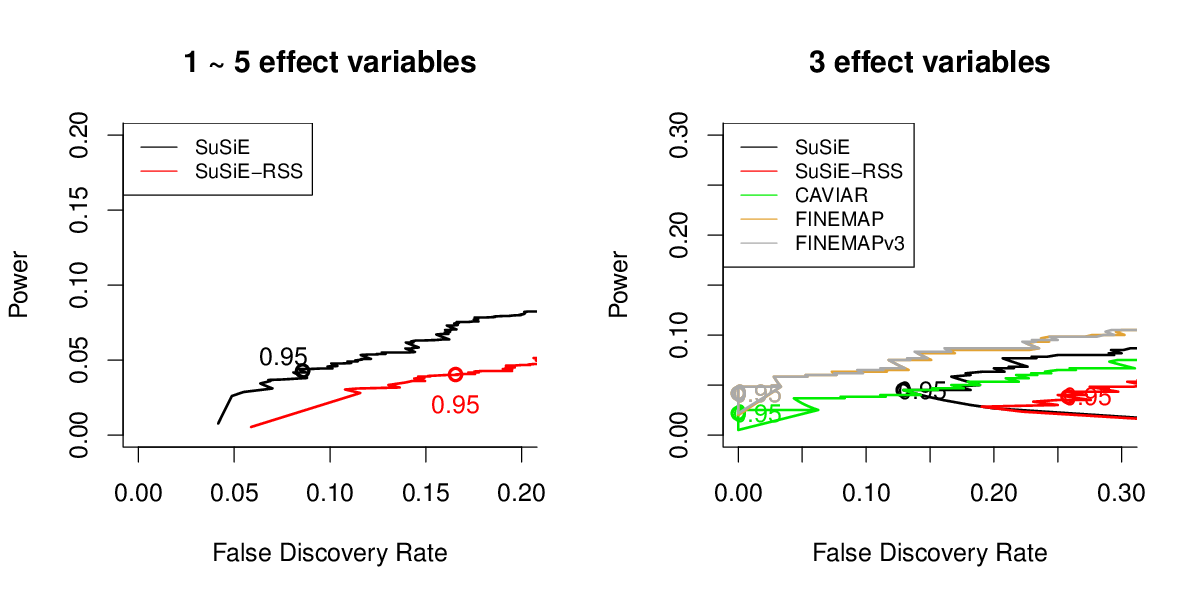 1 ~ 5 effect variables
Power
0.20
0.15
0.10
0.05
0.00
SuSiE
SuSiE−RSS
0.95
0.95
0.00 0.05 0.10 0.15 0.20
False Discovery Rate
3 effect variables
Power
0.30
0.20
0.10
0.00
SuSiE
SuSiE−RSS
CAVIAR
FINEMAP
FINEMAPv3
0.95
0.95
0.95
0.95
0.00 0.10 0.20 0.30
False Discovery Rate